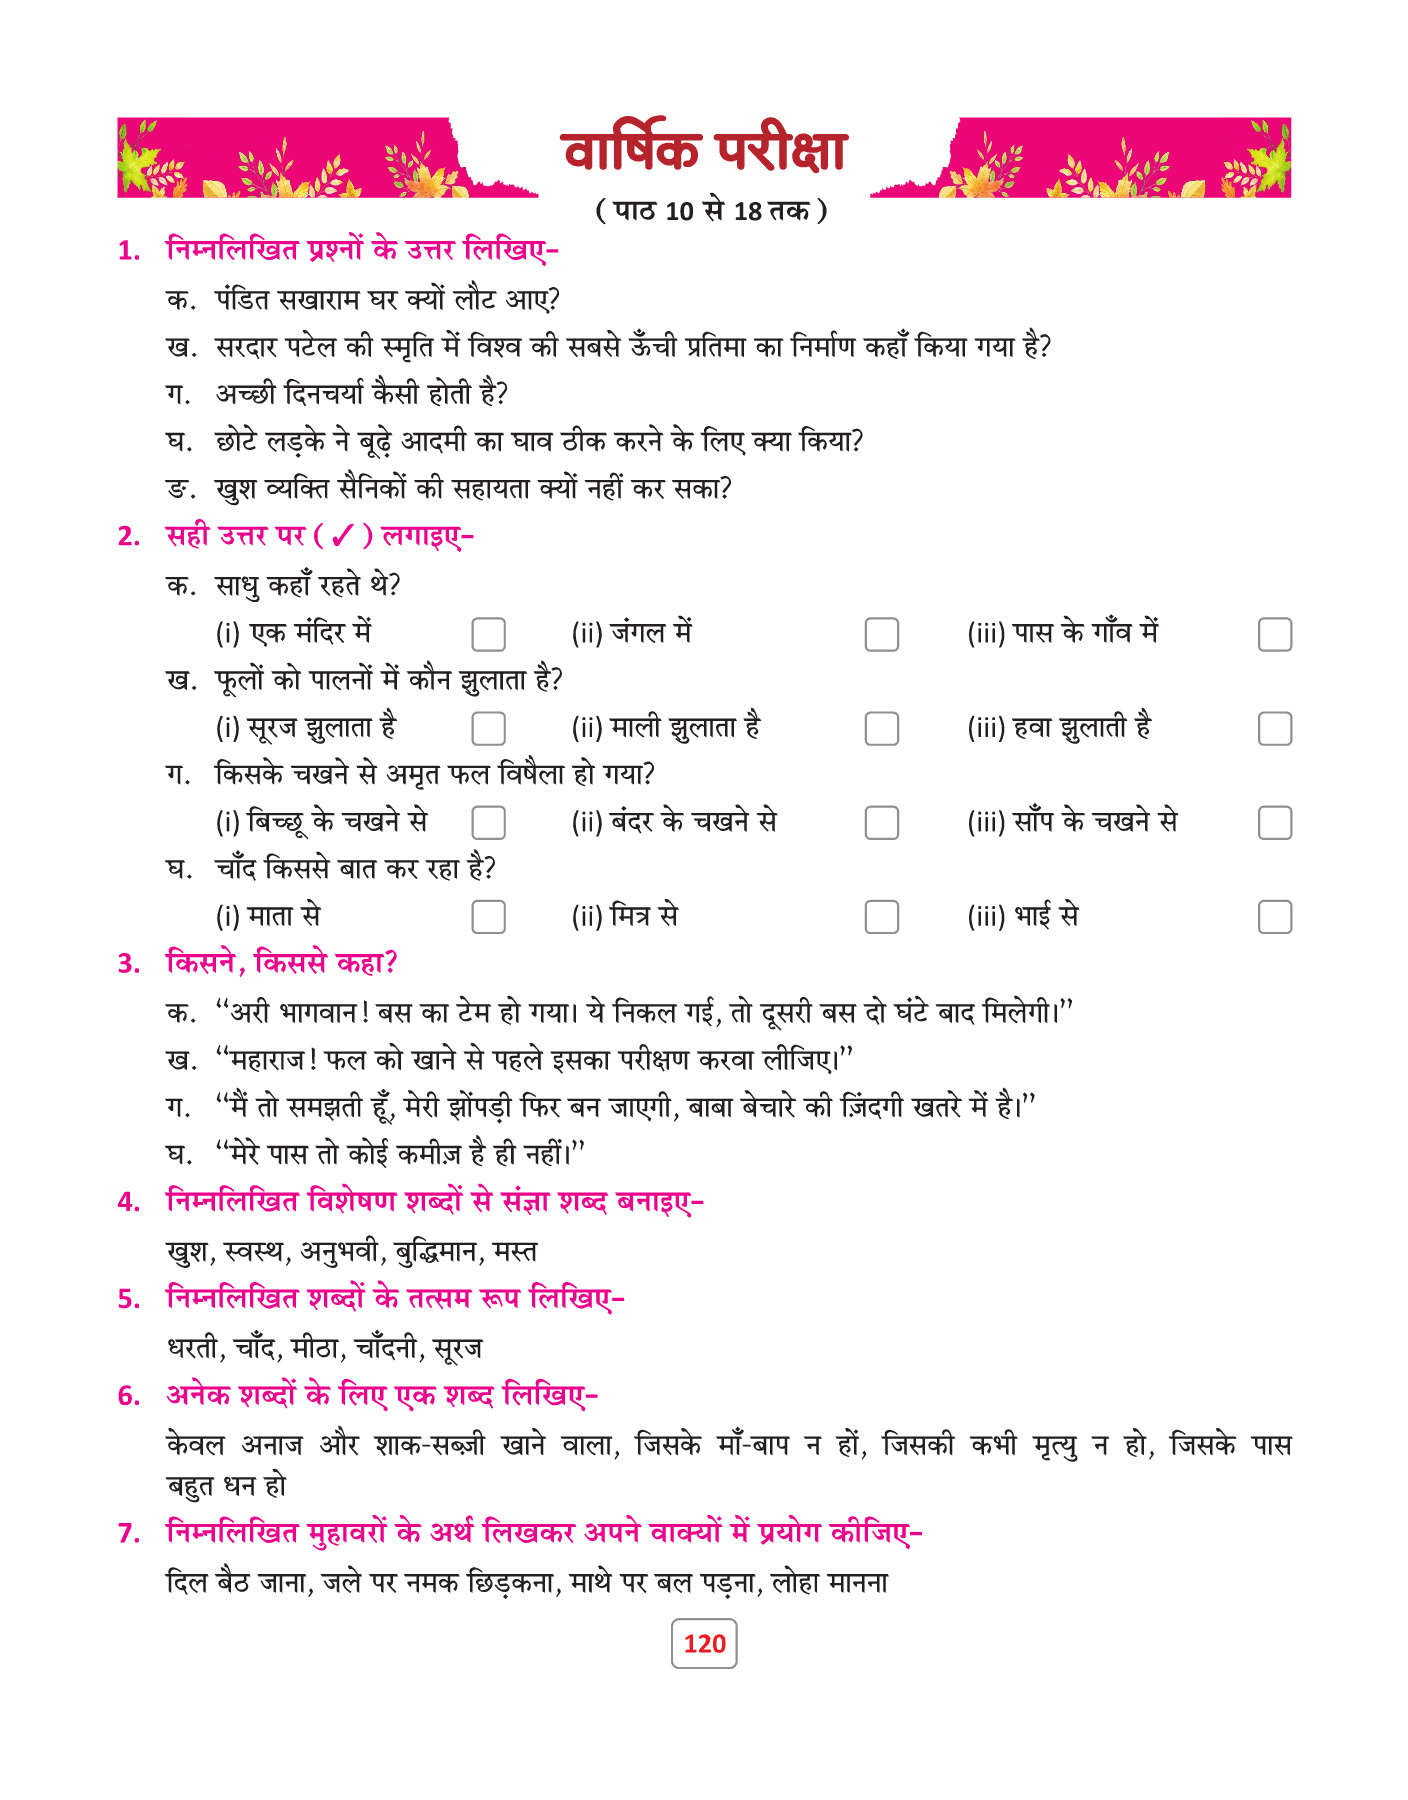 वार्षिक परीक्षा
( पाठ 10 से 18 तक )
1. निम्नलिखित प्रश्नों के उत्तर लिखिए–
क. पंडित सखाराम घर क्यों लौट आए?
ख. सरदार पटेल की स्मृति में विश्व की सबसे ऊँची प्रतिमा का निर्माण कहाँ किया गया है?
ग. अच्छी दिनचर्या कैसी होती है?
घ. छोटे लड़के ने बूढ़े आदमी का घाव ठीक करने के लिए क्या किया?
ङ. खुश व्यक्ति सैनिकों की सहायता क्यों नहीं कर सका?
2. सही उत्तर पर ( ✓ ) लगाइए–
क. साधु कहाँ रहते थे?
(i) एक मंदिर में (ii) जंगल में (iii) पास के गाँव में
ख. फूलों को पालनों में कौन झुलाता है?
(i) सूरज झुलाता है (ii) माली झुलाता है (iii) हवा झुलाती है
ग. किसके चखने से अमृत फल विषैला हो गया?
(i) बिच्छू के चखने से (ii) बंदर के चखने से (iii) साँप के चखने से
घ. चाँद किससे बात कर रहा है?
(i) माता से (ii) मित्र से (iii) भाई से
3. किसने, किससे कहा?
क. “अरी भागवान! बस का टेम हो गया। ये निकल गई, तो दूसरी बस दो घंटे बाद मिलेगी।”
ख. “महाराज! फल को खाने से पहले इसका परीक्षण करवा लीजिए।”
ग. “मैं तो समझती हूँ, मेरी झोंपड़ी फिर बन जाएगी, बाबा बेचारे की ज़िंदगी खतरे में है।”
घ. “मेरे पास तो कोई कमीज़ है ही नहीं।”
4. निम्नलिखित विशेषण शब्दों से संज्ञा शब्द बनाइए–
खुश, स्वस्थ, अनुभवी, बुद्धिमान, मस्त
5. निम्नलिखित शब्दों के तत्सम रूप लिखिए–
धरती, चाँद, मीठा, चाँदनी, सूरज
6. अनेक शब्दों के लिए एक शब्द लिखिए–
केवल अनाज और शाक-सब्ज़ी खाने वाला, जिसके माँ-बाप न हों, जिसकी कभी मृत्यु न हो, जिसके पास
बहुत धन हो
7. निम्नलिखित मुहावरों के अर्थ लिखकर अपने वाक्यों में प्रयोग कीजिए–
दिल बैठ जाना, जले पर नमक छिड़कना, माथे पर बल पड़ना, लोहा मानना
120